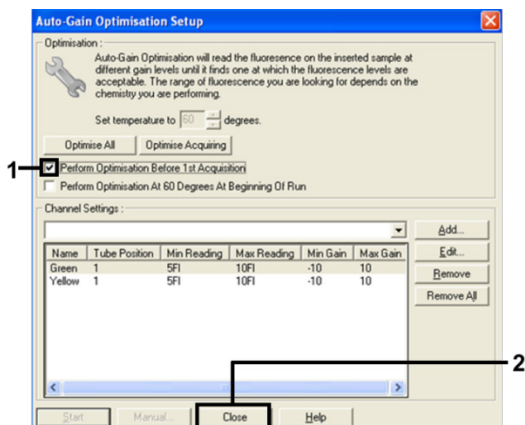 Auto-Gain Optimisation Setup
Optimisation :
Auto-Gain Optimisation will read the fluoresence on the inserted sample at
different gain levels until it finds one at which the fluorescence levels are
acceptable. The range of fluorescence you are looking for depends on the
chemistry you are performing.
Set temperature to 60 degrees.
Optimise All Optimise Acquiring
1
Perform Optimisation Before 1st Acquisition
Perform Optimisation At 60 Degrees At Beginning Of Run
Channel Settings :
Add...
Name Tube Position Min Reading Max Reading Min Gain Max Gain
Edit...
Green 1 5Fl 10Fl -10 10
Yellow 1 5Fl 10Fl -10 10
Remove
Remove All
2
Start Manual... Close Help